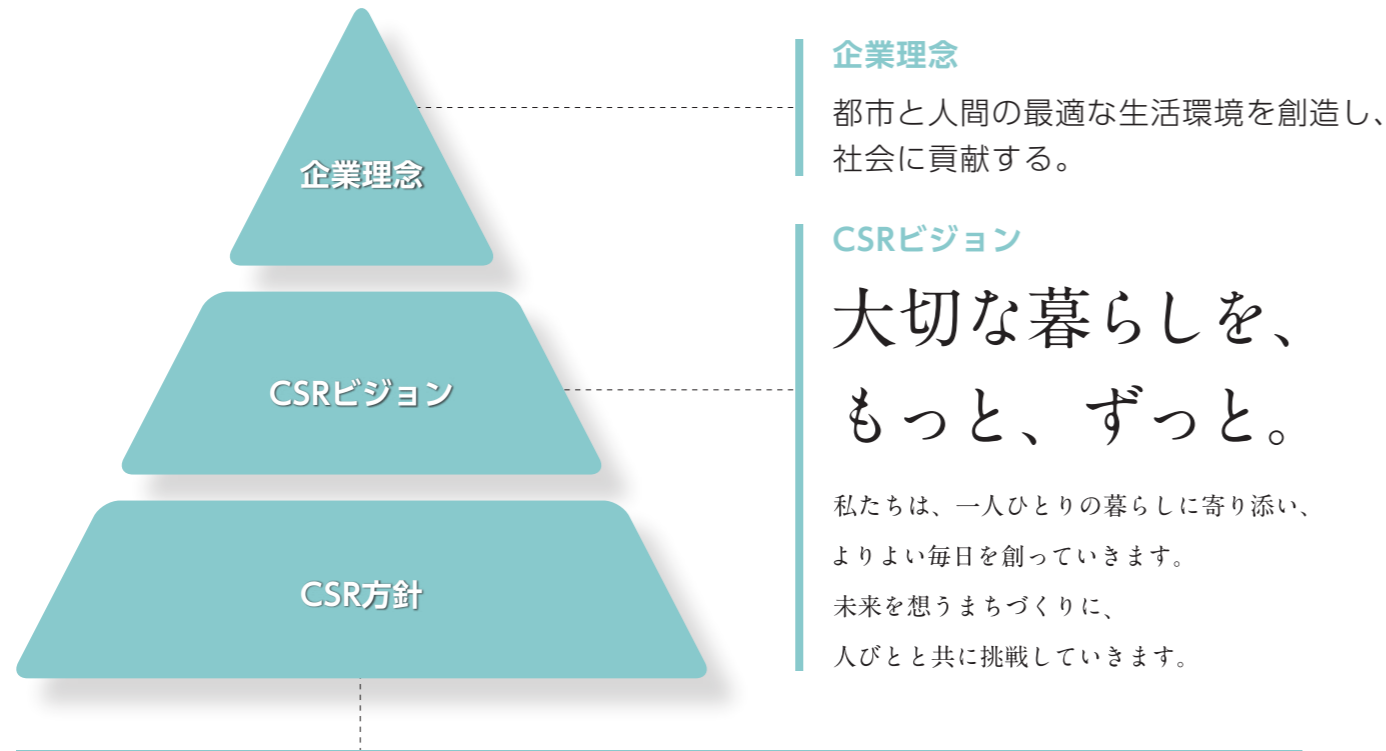 企業理念
CSRビジョン
CSR方針
企業理念
都市と人間の最適な生活環境を創造し、
社会に貢献する。
CSRビジョン
大切な暮らしを、
もっと、ずっと。
私たちは、一人ひとりの暮らしに寄り添い、
よりよい毎日を創っていきます。
未来を想うまちづくりに、
人びとと共に挑戦していきます。